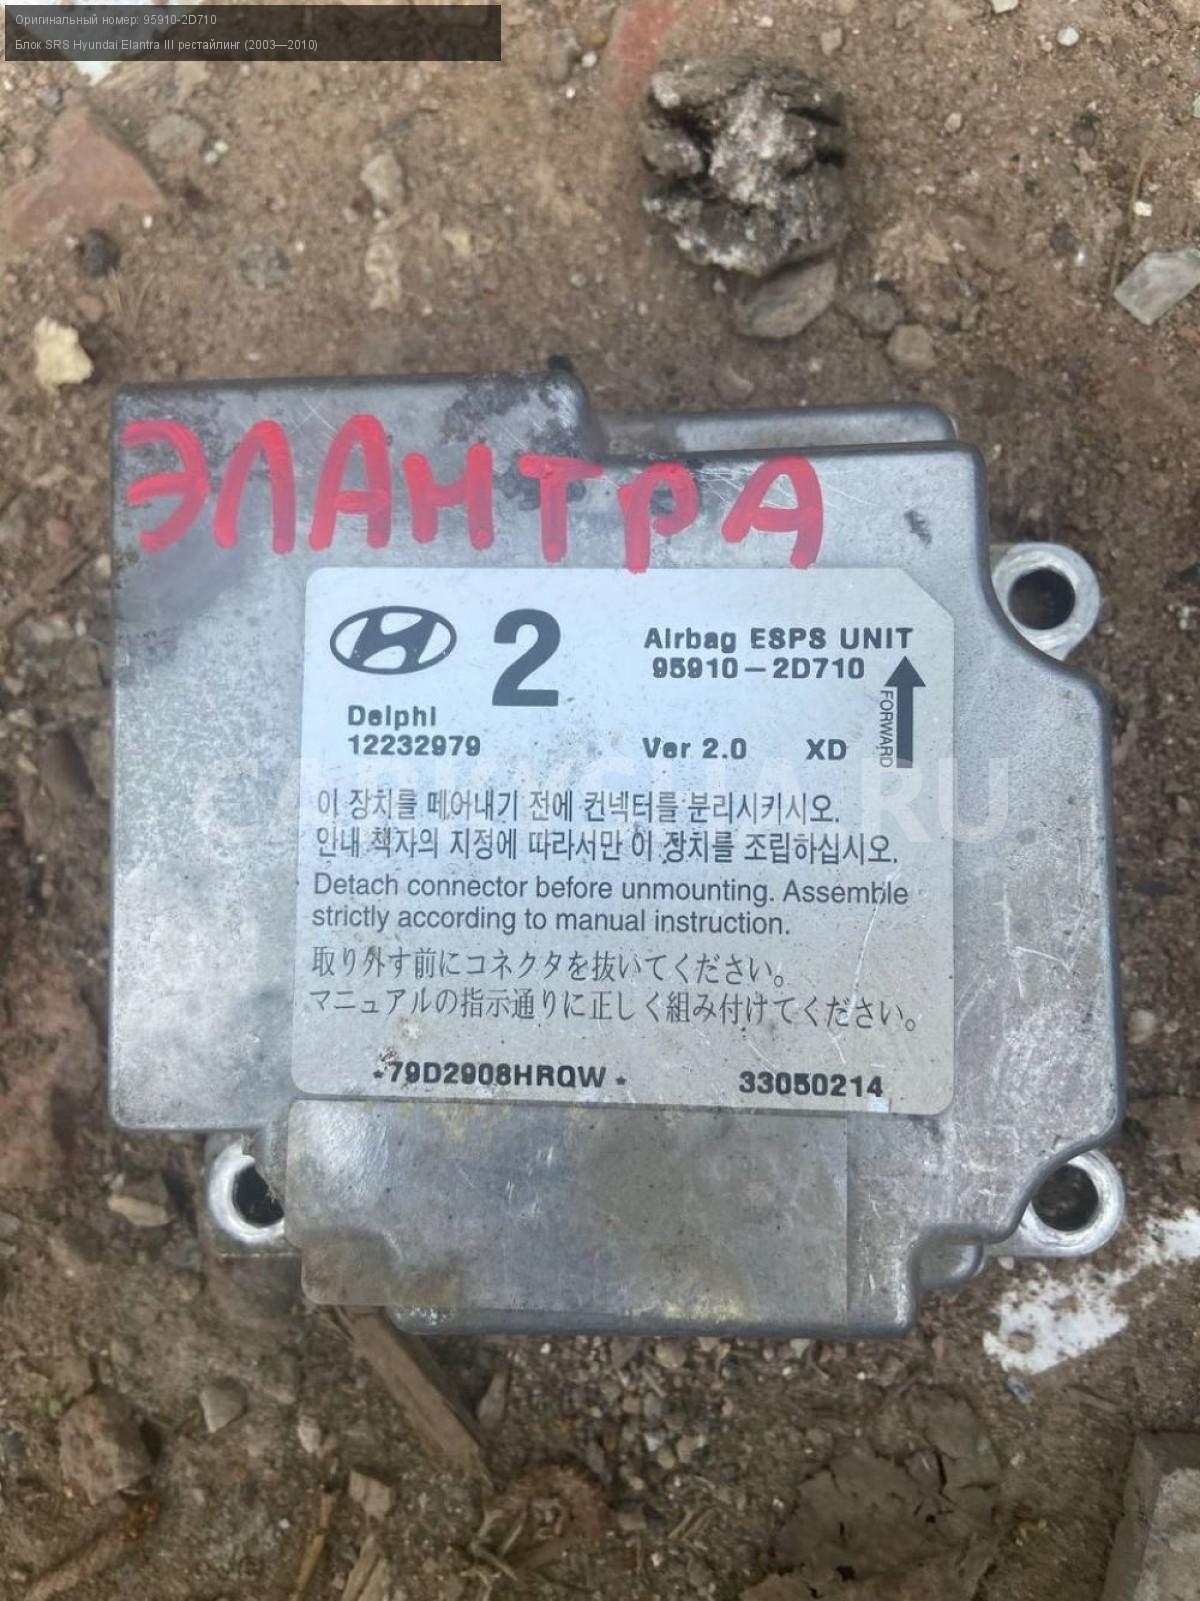 Оригинальный номер: 95910-2D710
Блок SRS Hyundai Elantra III рестайлинг (2003—2010)
ЭЛАНТРА
2
Airbag ESPS UNIT
95910-2D710
FORWARD
Delphi
12232979
Ver 2.0 XD
CARKYCHA.RU
이 장치를 떼어내기 전에 컨넥터를 분리시키시오.
안내 책자의 지정에 따라서만 이 장치를 조립하십시오.
Detach connector before unmounting. Assemble
strictly according to manual instruction.
取り外す前にコネクタを抜いてください。
マニュアルの指示通りに正しく組み付けてください。
*79D2908HRQW*
33050214